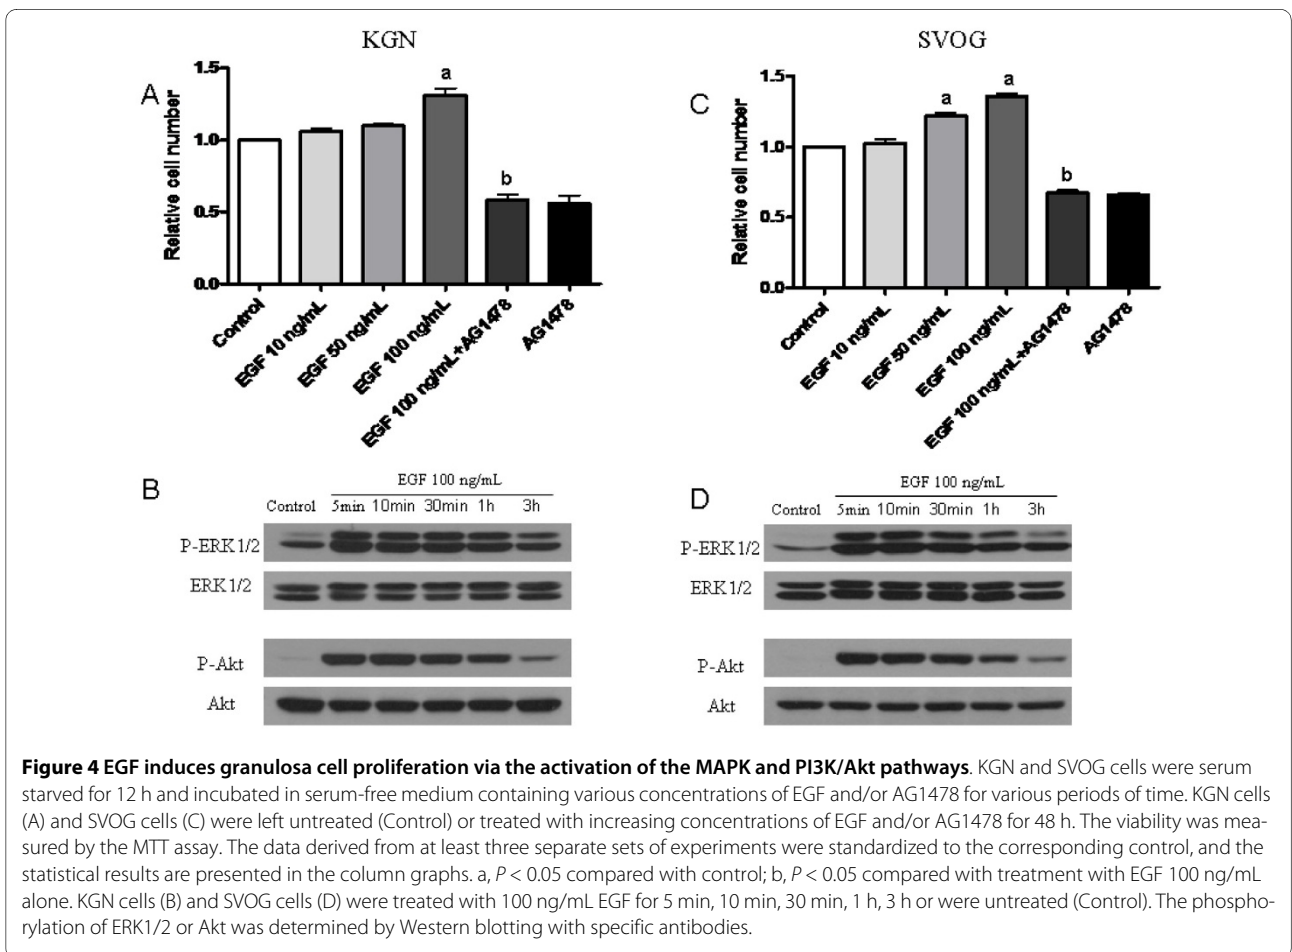 KGN
A
Relative cell number
1.5
1.0
0.5
0.0
a
b
Control
EGF 10 ng/mL
EGF 50 ng/mL
EGF 100 ng/mL
EGF 100 ng/mL+AG1478
AG1478
SVOG
C
Relative cell number
1.5
1.0
0.5
0.0
a
a
b
Control
EGF 10 ng/mL
EGF 50 ng/mL
EGF 100 ng/mL
EGF 100 ng/mL+AG1478
AG1478
B
EGF 100 ng/mL
Control 5min 10min 30min 1h 3h
P-ERK1/2
ERK1/2
P-Akt
Akt
D
EGF 100 ng/mL
Control 5min 10min 30min 1h 3h
P-ERK1/2
ERK1/2
P-Akt
Akt
Figure 4 EGF induces granulosa cell proliferation via the activation of the MAPK and PI3K/Akt pathways. KGN and SVOG cells were serum
starved for 12 h and incubated in serum-free medium containing various concentrations of EGF and/or AG1478 for various periods of time. KGN cells
(A) and SVOG cells (C) were left untreated (Control) or treated with increasing concentrations of EGF and/or AG1478 for 48 h. The viability was mea-
sured by the MTT assay. The data derived from at least three separate sets of experiments were standardized to the corresponding control, and the
statistical results are presented in the column graphs. a, P < 0.05 compared with control; b, P < 0.05 compared with treatment with EGF 100 ng/mL
alone. KGN cells (B) and SVOG cells (D) were treated with 100 ng/mL EGF for 5 min, 10 min, 30 min, 1 h, 3 h or were untreated (Control). The phospho-
rylation of ERK1/2 or Akt was determined by Western blotting with specific antibodies.